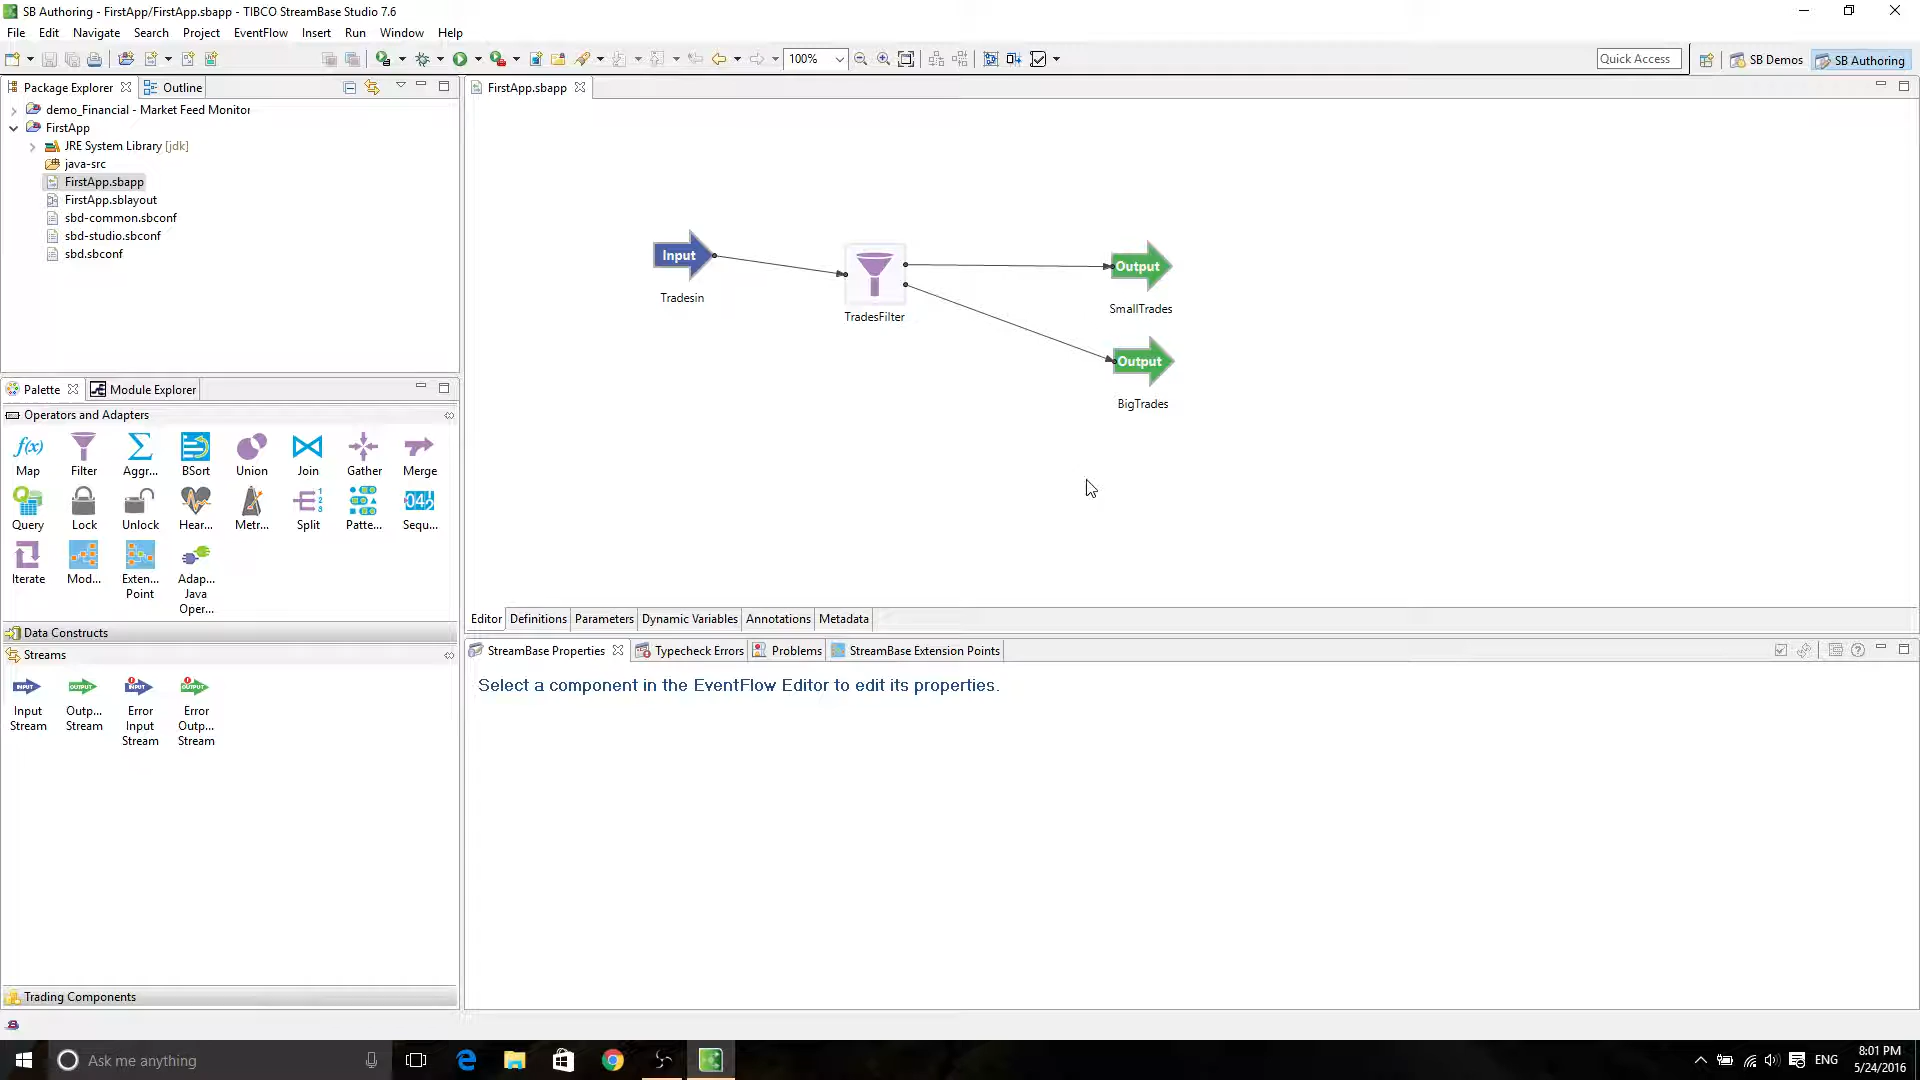 SB Authoring - FirstApp/FirstApp.sbapp - TIBCO StreamBase Studio 7.6
File Edit Navigate Search Project EventFlow Insert Run Window Help
100%
Quick Access
SB Demos
SB Authoring
Package Explorer
Outline
demo_Financial - Market Feed Monitor
FirstApp
JRE System Library [jdk]
java-src
FirstApp.sbapp
FirstApp.sblayout
sbd-common.sbconf
sbd-studio.sbconf
sbd.sbconf
FirstApp.sbapp
Input
Tradesin
TradesFilter
Output
SmallTrades
Output
BigTrades
Palette
Module Explorer
Operators and Adapters
f(x)
Map Filter Aggr... BSort Union Join Gather Merge
Query Lock Unlock Hear... Metr... Split Patte... Sequ...
Iterate Mod... Exten... Point Adap... Java Oper...
Data Constructs
Streams
Input Stream
Outp... Stream
Error Input Stream
Error Outp... Stream
Trading Components
Editor Definitions Parameters Dynamic Variables Annotations Metadata
StreamBase Properties Typecheck Errors Problems StreamBase Extension Points
Select a component in the EventFlow Editor to edit its properties.
Ask me anything
ENG
8:01 PM
5/24/2016